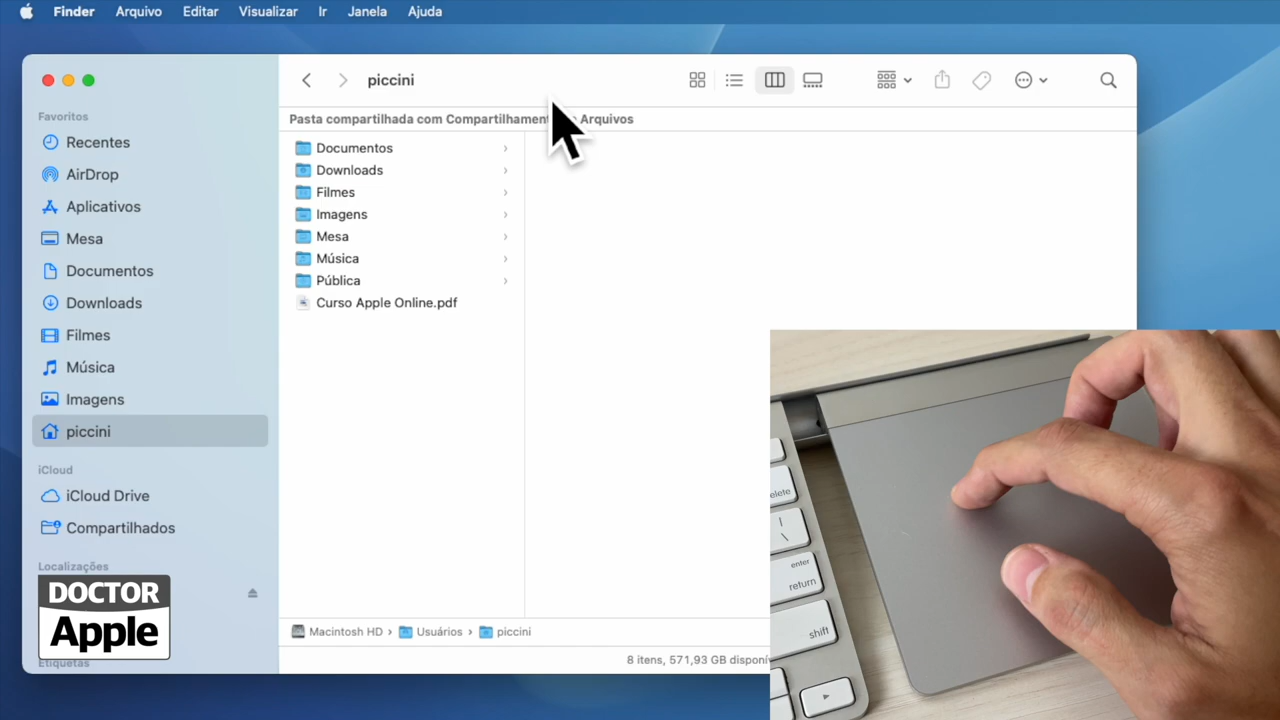 Finder Arquivo Editar Visualizar Ir Janela Ajuda
piccini
Favoritos
Recentes
AirDrop
Aplicativos
Mesa
Documentos
Downloads
Filmes
Música
Imagens
piccini
iCloud
iCloud Drive
Compartilhados
Localizações
DOCTOR
Apple
Etiquetas
Pasta compartilhada com Compartilhamen Arquivos
Documentos
Downloads
Filmes
Imagens
Mesa
Música
Pública
Curso Apple Online.pdf
Macintosh HD › Usuários › piccini
8 itens, 571,93 GB disponí
delete
|
\
enter
return
shift